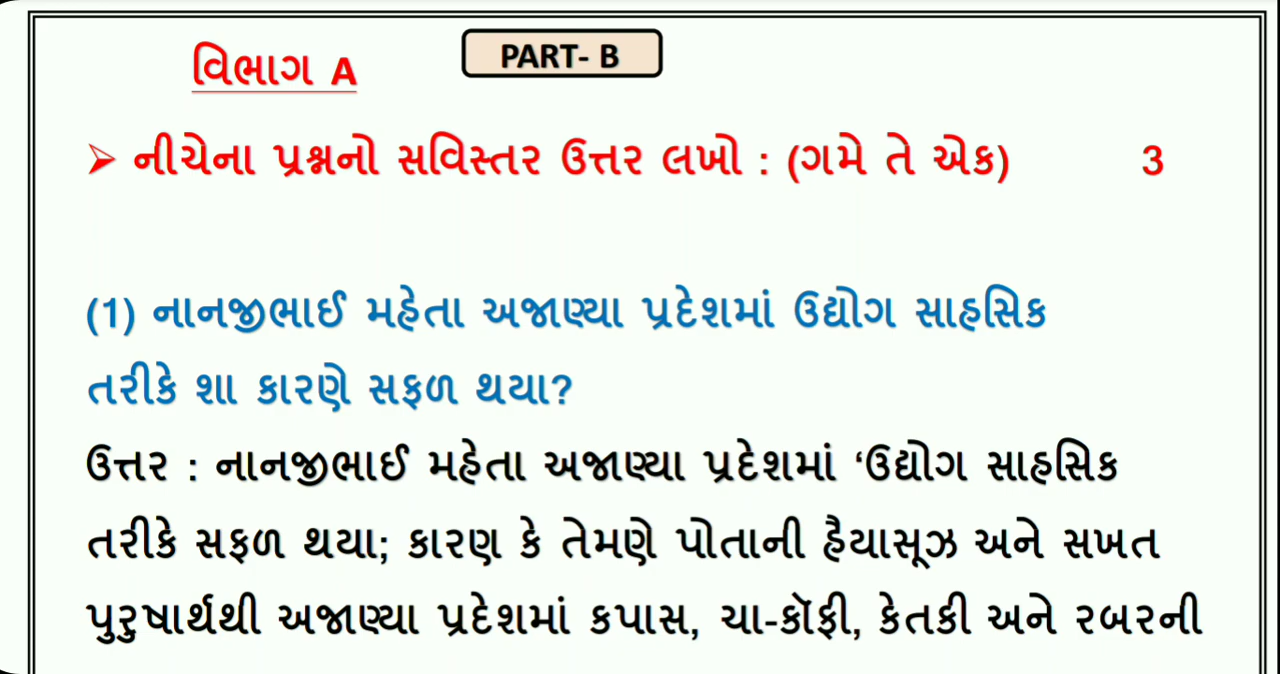 વિભાગ A
PART- B
➢ નીચેના પ્રશ્નનો સવિસ્તર ઉત્તર લખો : (ગમે તે એક) 3
(1) નાનજીભાઈ મહેતા અજાણ્યા પ્રદેશમાં ઉદ્યોગ સાહસિક
તરીકે શા કારણે સફળ થયા?
ઉત્તર : નાનજીભાઈ મહેતા અજાણ્યા પ્રદેશમાં ‘ઉદ્યોગ સાહસિક
તરીકે સફળ થયા; કારણ કે તેમણે પોતાની હૈયાસૂઝ અને સખત
પુરુષાર્થથી અજાણ્યા પ્રદેશમાં કપાસ, ચા-કૉફી, કેતકી અને રબરની